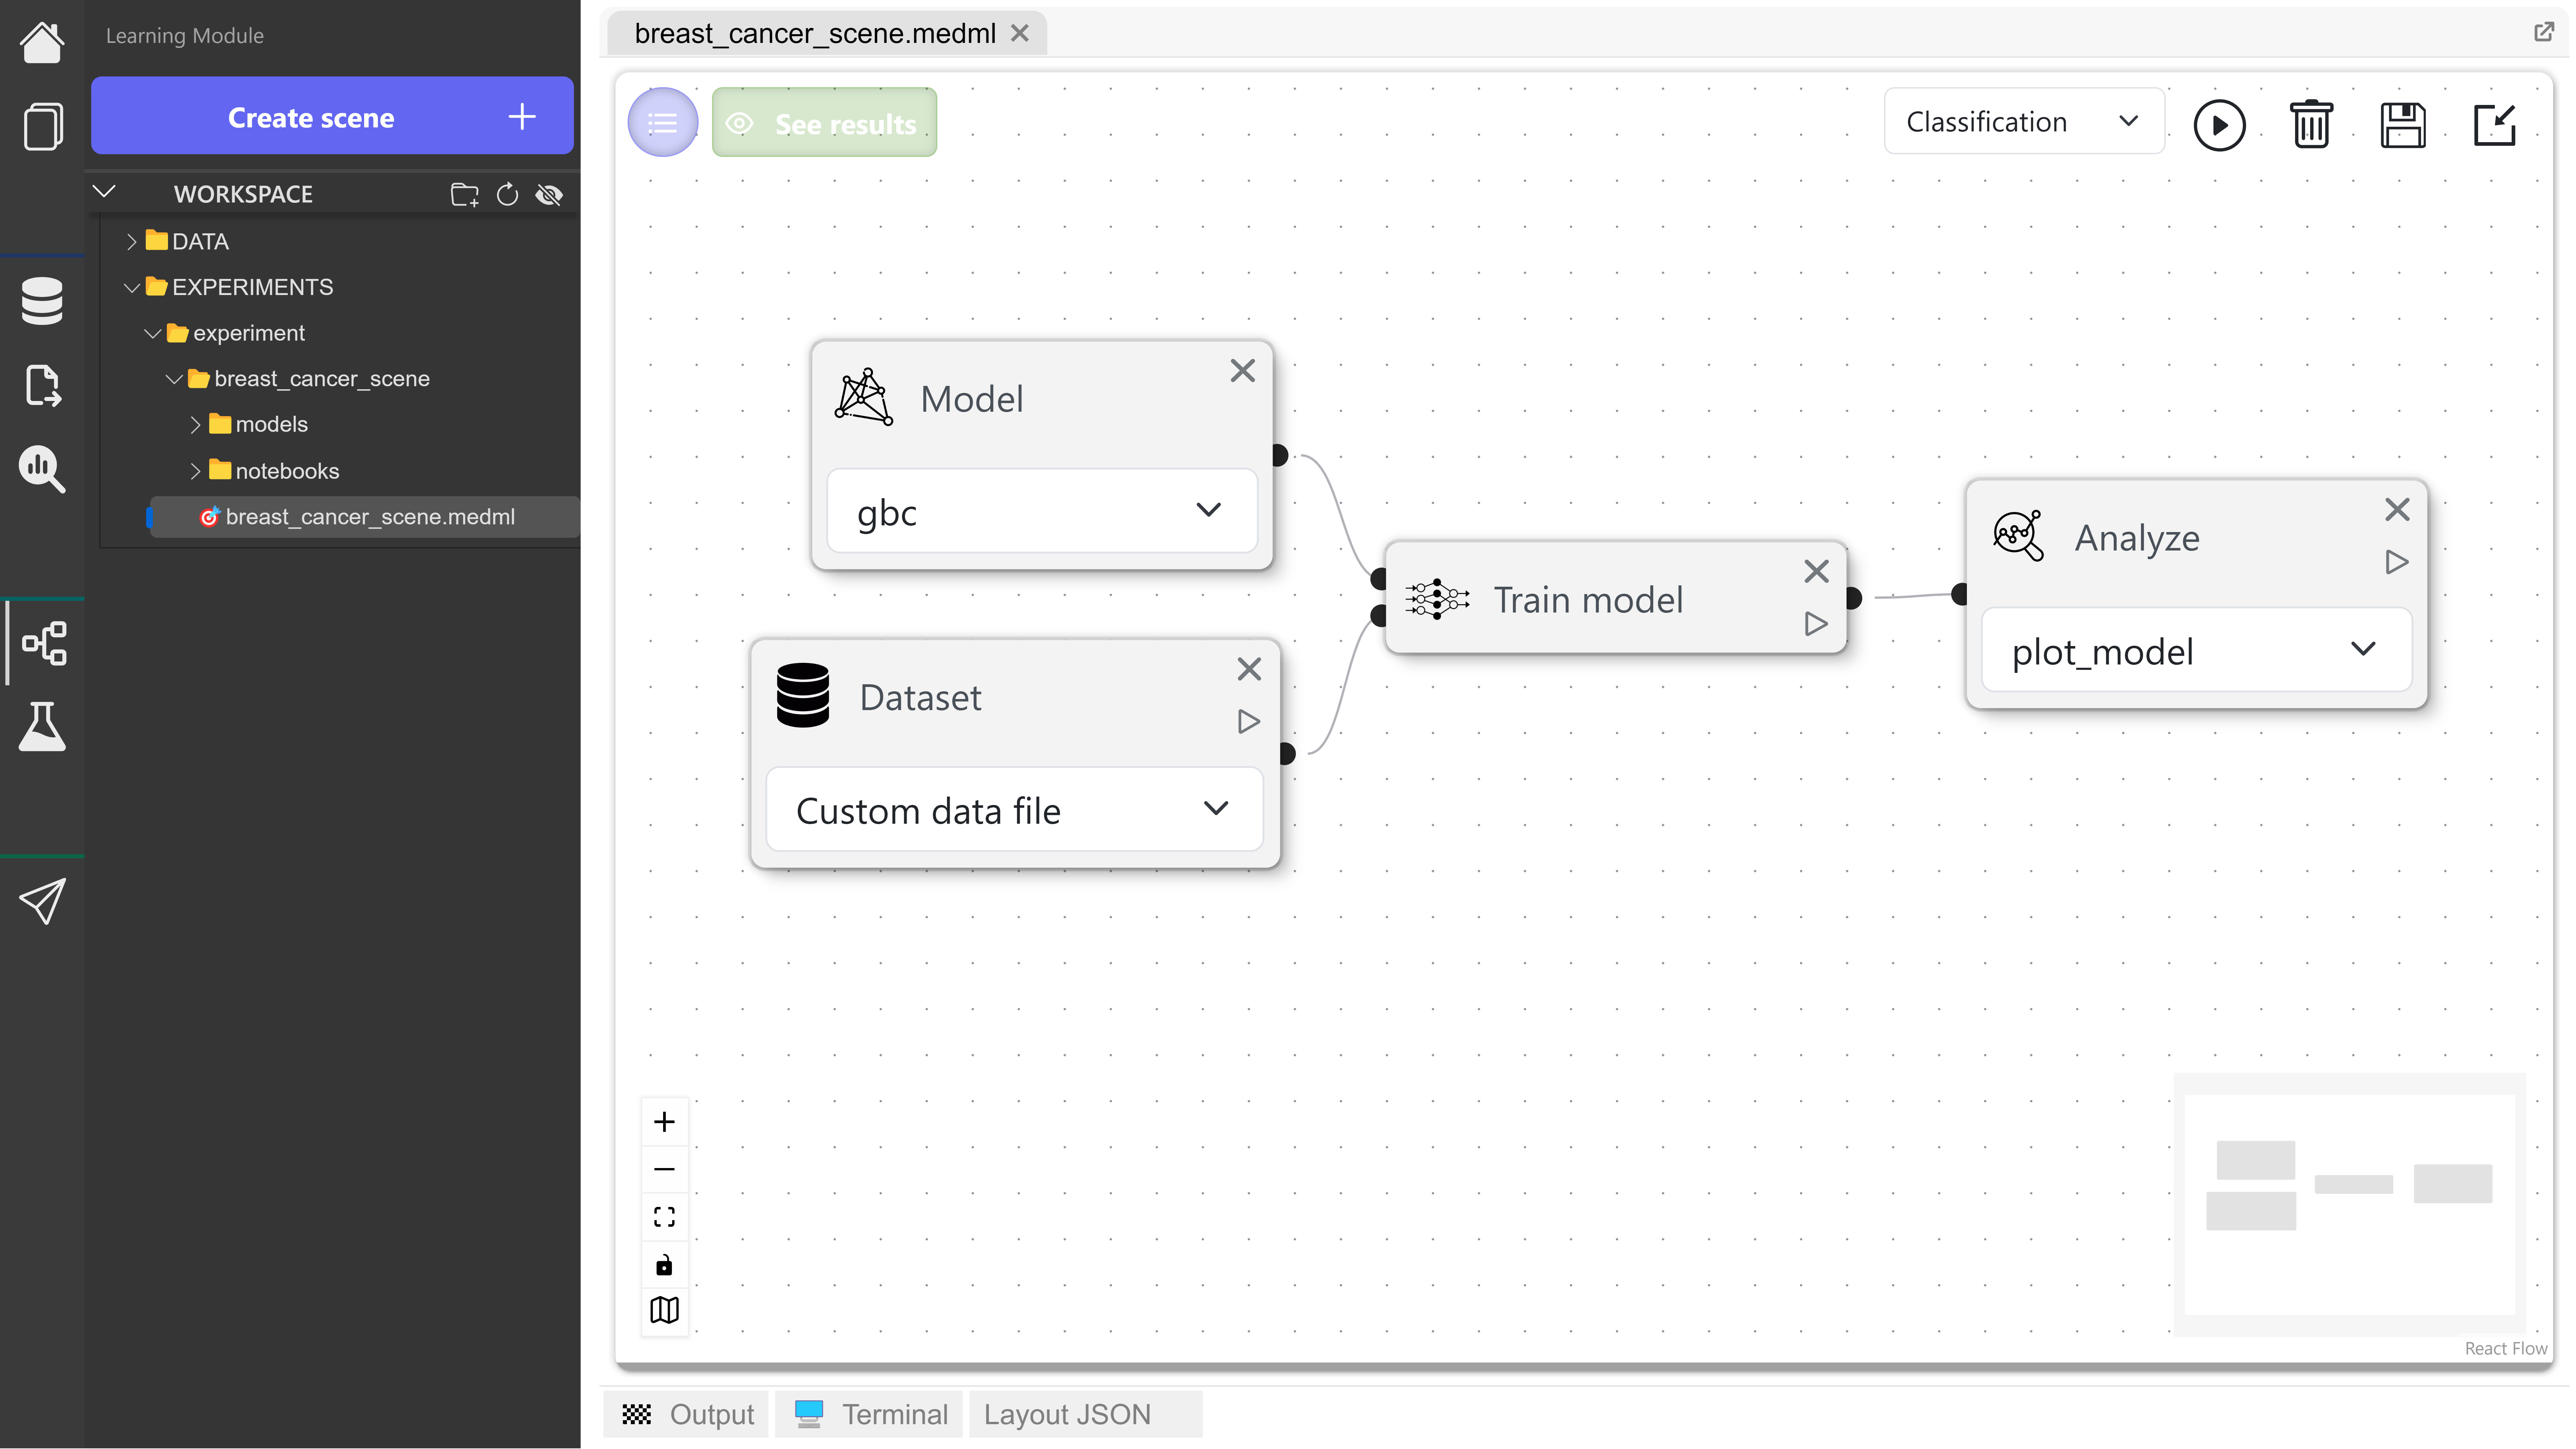 Learning Module
Create scene
WORKSPACE
DATA
EXPERIMENTS
experiment
breast_cancer_scene
models
notebooks
breast_cancer_scene.medml
breast_cancer_scene.medml
See results
Classification
Model
gbc
Dataset
Custom data file
Train model
Analyze
plot_model
React Flow
Output
Terminal
Layout JSON